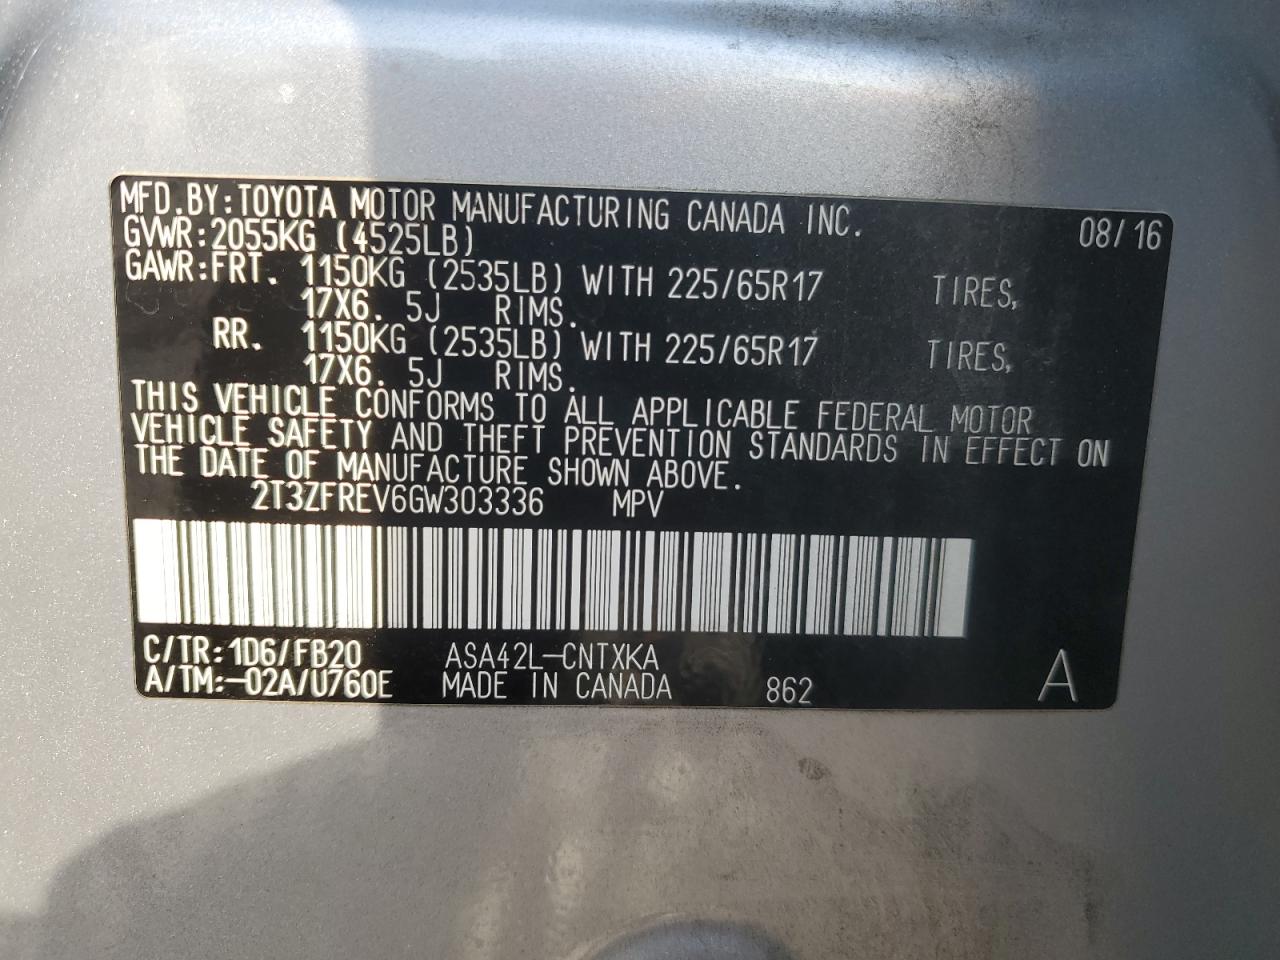 MFD.BY:TOYOTA MOTOR MANUFACTURING CANADA INC. 08/16
GVWR:2055KG (4525LB)
GAWR:FRT. 1150KG (2535LB) WITH 225/65R17 TIRES,
17X6. 5J RIMS.
RR. 1150KG (2535LB) WITH 225/65R17 TIRES,
17X6. 5J RIMS.
THIS VEHICLE CONFORMS TO ALL APPLICABLE FEDERAL MOTOR
VEHICLE SAFETY AND THEFT PREVENTION STANDARDS IN EFFECT ON
THE DATE OF MANUFACTURE SHOWN ABOVE.
2T3ZFREV6GW303336 MPV
C/TR:1D6/FB20 ASA42L-CNTXKA
A/TM:-02A/U760E MADE IN CANADA 862 A